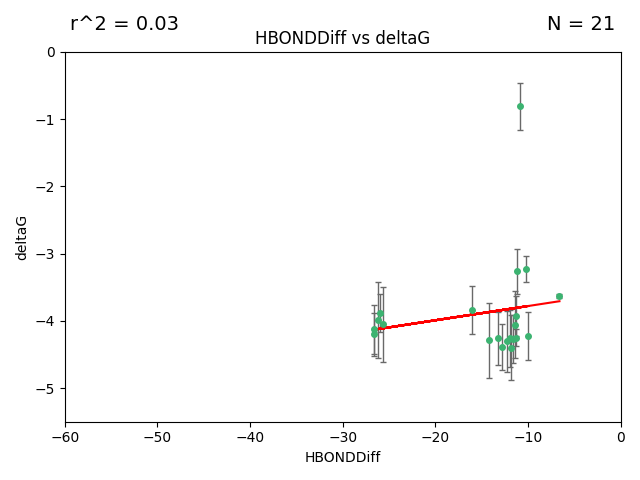 r^2 = 0.03
N = 21
HBONDDiff vs deltaG
0
−1
−2
−3
−4
−5
deltaG
−60 −50 −40 −30 −20 −10 0
HBONDDiff